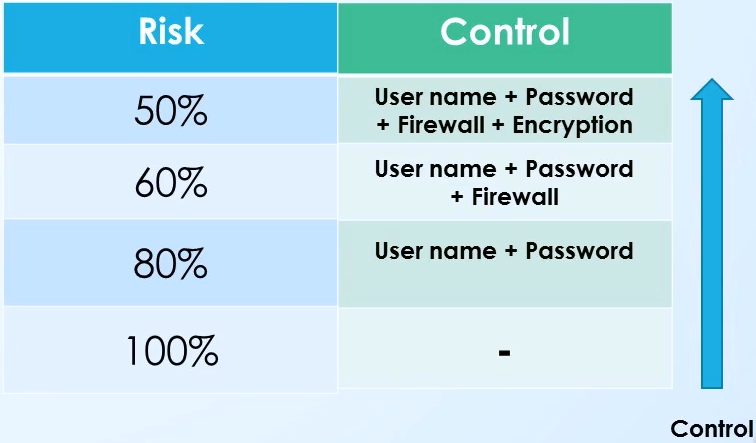 Risk
Control
50%
User name + Password
+ Firewall + Encryption
60%
User name + Password
+ Firewall
80%
User name + Password
100%
-
Control